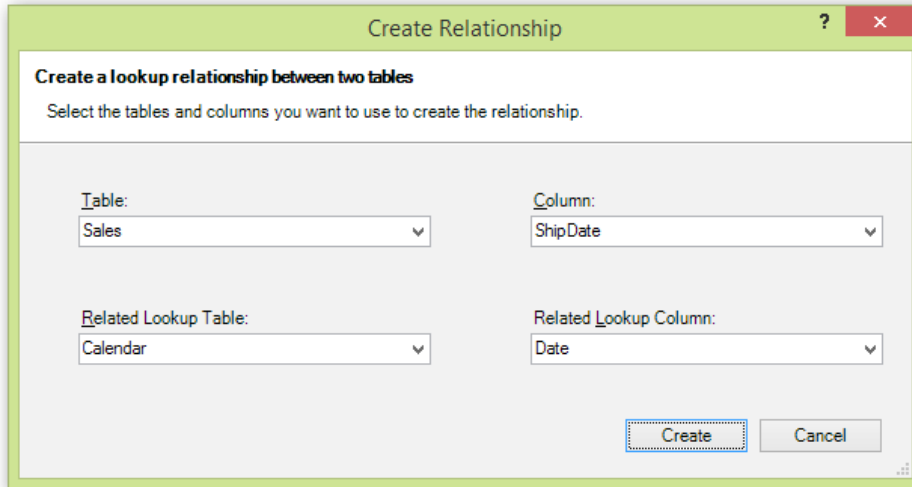 Create Relationship
?
Create a lookup relationship between two tables
Select the tables and columns you want to use to create the relationship.
Table:
Column:
Sales
ShipDate
Related Lookup Table:
Related Lookup Column:
Calendar
Date
Create
Cancel